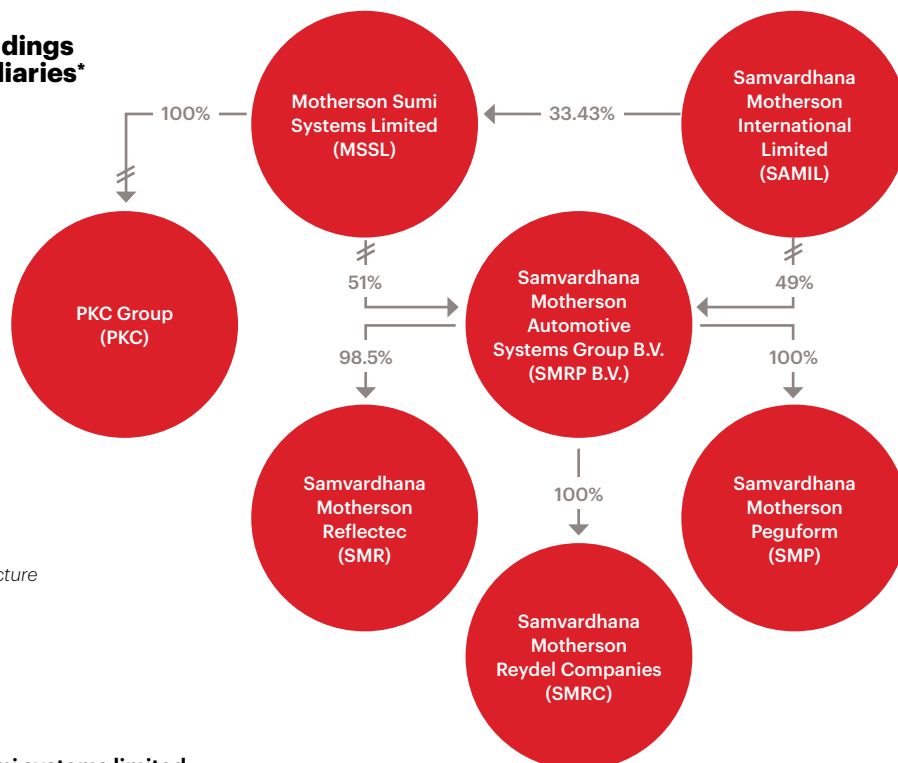 dings
diaries*
Motherson Sumi
Systems Limited
(MSSL)
Samvardhana
Motherson
International
Limited
(SAMIL)
100%
33.43%
PKC Group
(PKC)
51%
Samvardhana
Motherson
Automotive
Systems Group B.V.
(SMRP B.V.)
49%
98.5%
100%
Samvardhana
Motherson
Reflectec
(SMR)
100%
Samvardhana
Motherson
Peguform
(SMP)
cture
Samvardhana
Motherson
Reydel Companies
(SMRC)